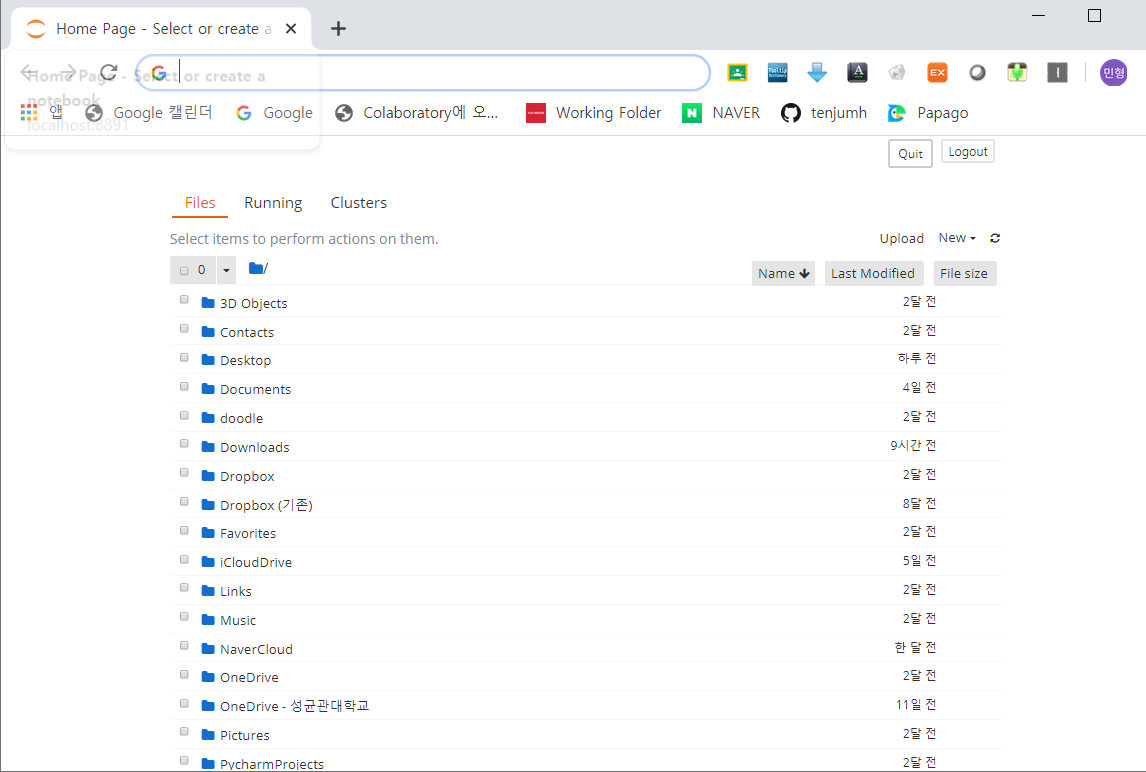 Home Page - Select or create a
Home Page - Select or create a
notebook
localhost:8891
앱 Google 캘린더 Google Colaboratory에 오... Working Folder NAVER tenjumh Papago
EX 민형
Quit Logout
Files Running Clusters
Select items to perform actions on them.
Upload New
0 / Name Last Modified File size
3D Objects 2달 전
Contacts 2달 전
Desktop 하루 전
Documents 4일 전
doodle 2달 전
Downloads 9시간 전
Dropbox 2달 전
Dropbox (기존) 8달 전
Favorites 2달 전
iCloudDrive 5일 전
Links 2달 전
Music 2달 전
NaverCloud 한 달 전
OneDrive 2달 전
OneDrive - 성균관대학교 11일 전
Pictures 2달 전
PycharmProjects 2달 전